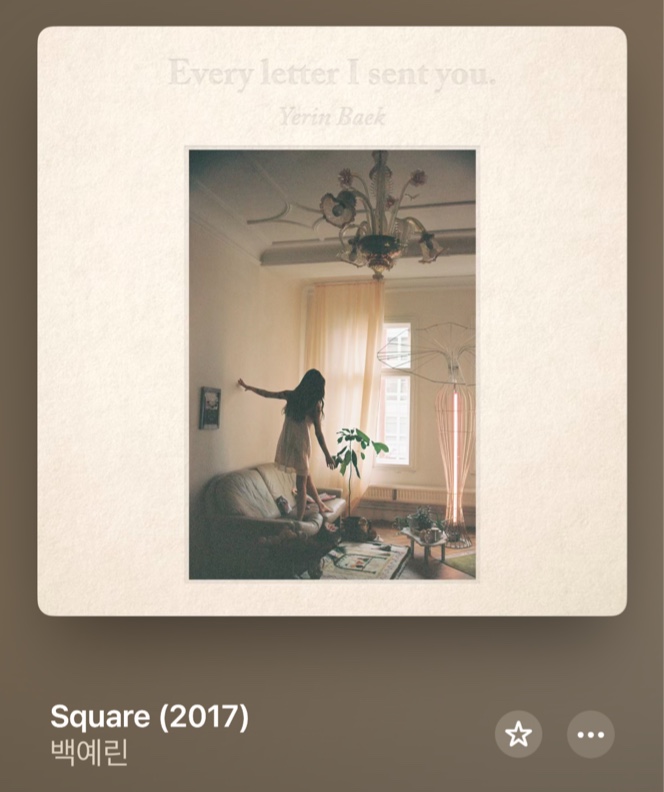 Every letter I sent you.
Yerin Baek
Square (2017)
백예린